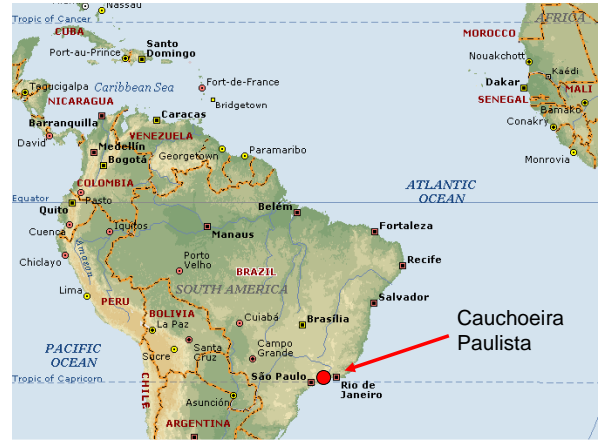 Nassau
Tropic of Cancer
CUBA
AFRICA
MOROCCO
Port-au-Prince
Santo
Domingo
Nouakchott
Kaédi
Tegucigalpa
Caribbean Sea
Fort-de-France
Dakar
MALI
NICARAGUA
Bridgetown
SENEGAL
Bamako
Barranquilla
Caracas
Conakry
David
VENEZUELA
Medellín
Georgetown
Paramaribo
Monrovia
Bogotá
COLOMBIA
ATLANTIC
OCEAN
Equator
Pasto
Quito
Belém
Cuenca
Iquitos
Manaus
Fortaleza
Amazon
Chiclayo
Porto
Velho
Recife
BRAZIL
Lima
PERU
SOUTH AMERICA
Salvador
BOLIVIA
La Paz
Cuiabá
Brasília
Cauchoeira
Paulista
PACIFIC
OCEAN
Sucre
Santa
Cruz
Campo
Grande
Tropic of Capricorn
São Paulo
Rio de
Janeiro
CHILE
Asunción
ARGENTINA